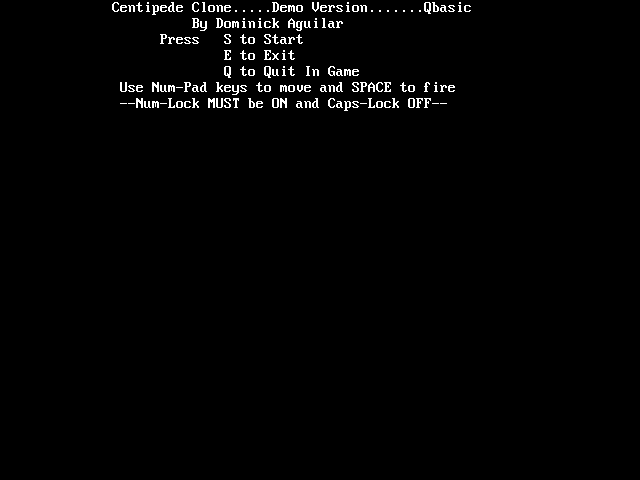 Centipede Clone.....Demo Version.......Qbasic
By Dominick Aguilar
Press   S to Start
E to Exit
Q to Quit In Game
Use Num-Pad keys to move and SPACE to fire
--Num-Lock MUST be ON and Caps-Lock OFF--